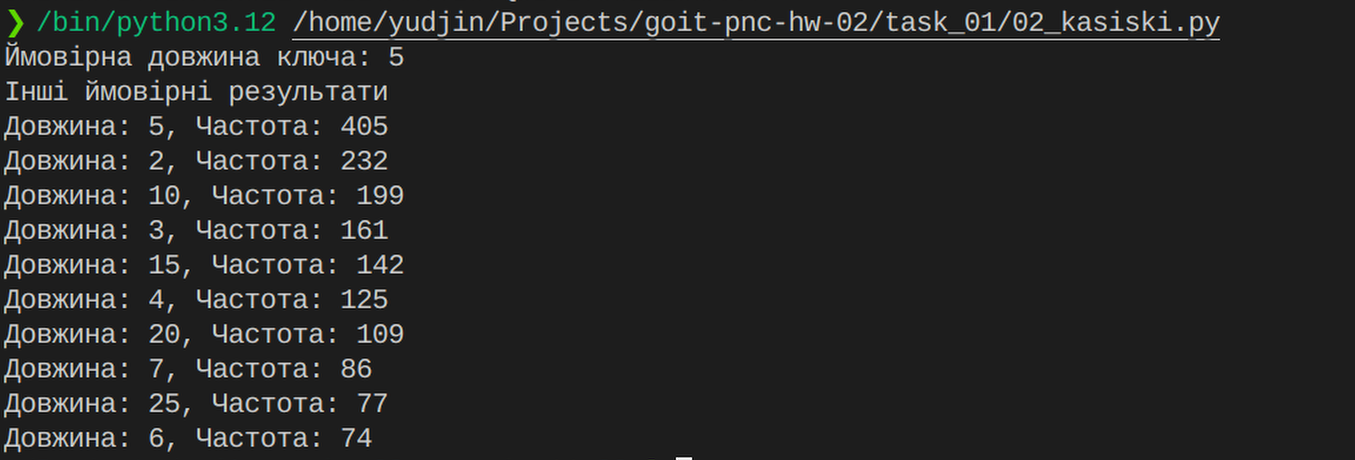 ❯ /bin/python3.12 /home/yudjin/Projects/goit-pnc-hw-02/task_01/02_kasiski.py
Ймовірна довжина ключа: 5
Інші ймовірні результати
Довжина: 5, Частота: 405
Довжина: 2, Частота: 232
Довжина: 10, Частота: 199
Довжина: 3, Частота: 161
Довжина: 15, Частота: 142
Довжина: 4, Частота: 125
Довжина: 20, Частота: 109
Довжина: 7, Частота: 86
Довжина: 25, Частота: 77
Довжина: 6, Частота: 74